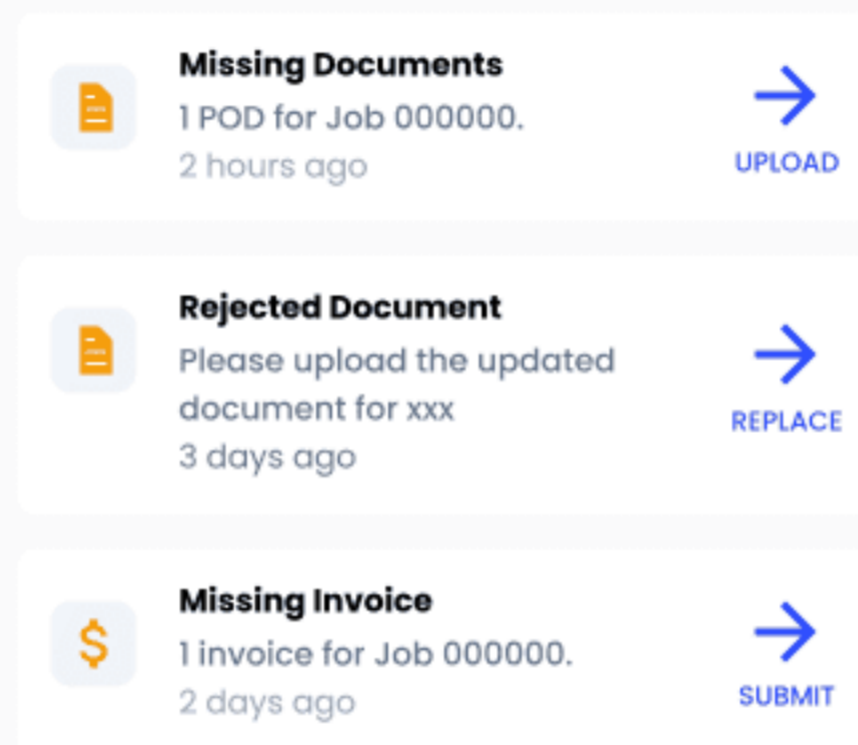 Missing Documents
1 POD for Job 000000.
2 hours ago
UPLOAD
Rejected Document
Please upload the updated
document for xxx
3 days ago
REPLACE
Missing Invoice
1 invoice for Job 000000.
2 days ago
SUBMIT